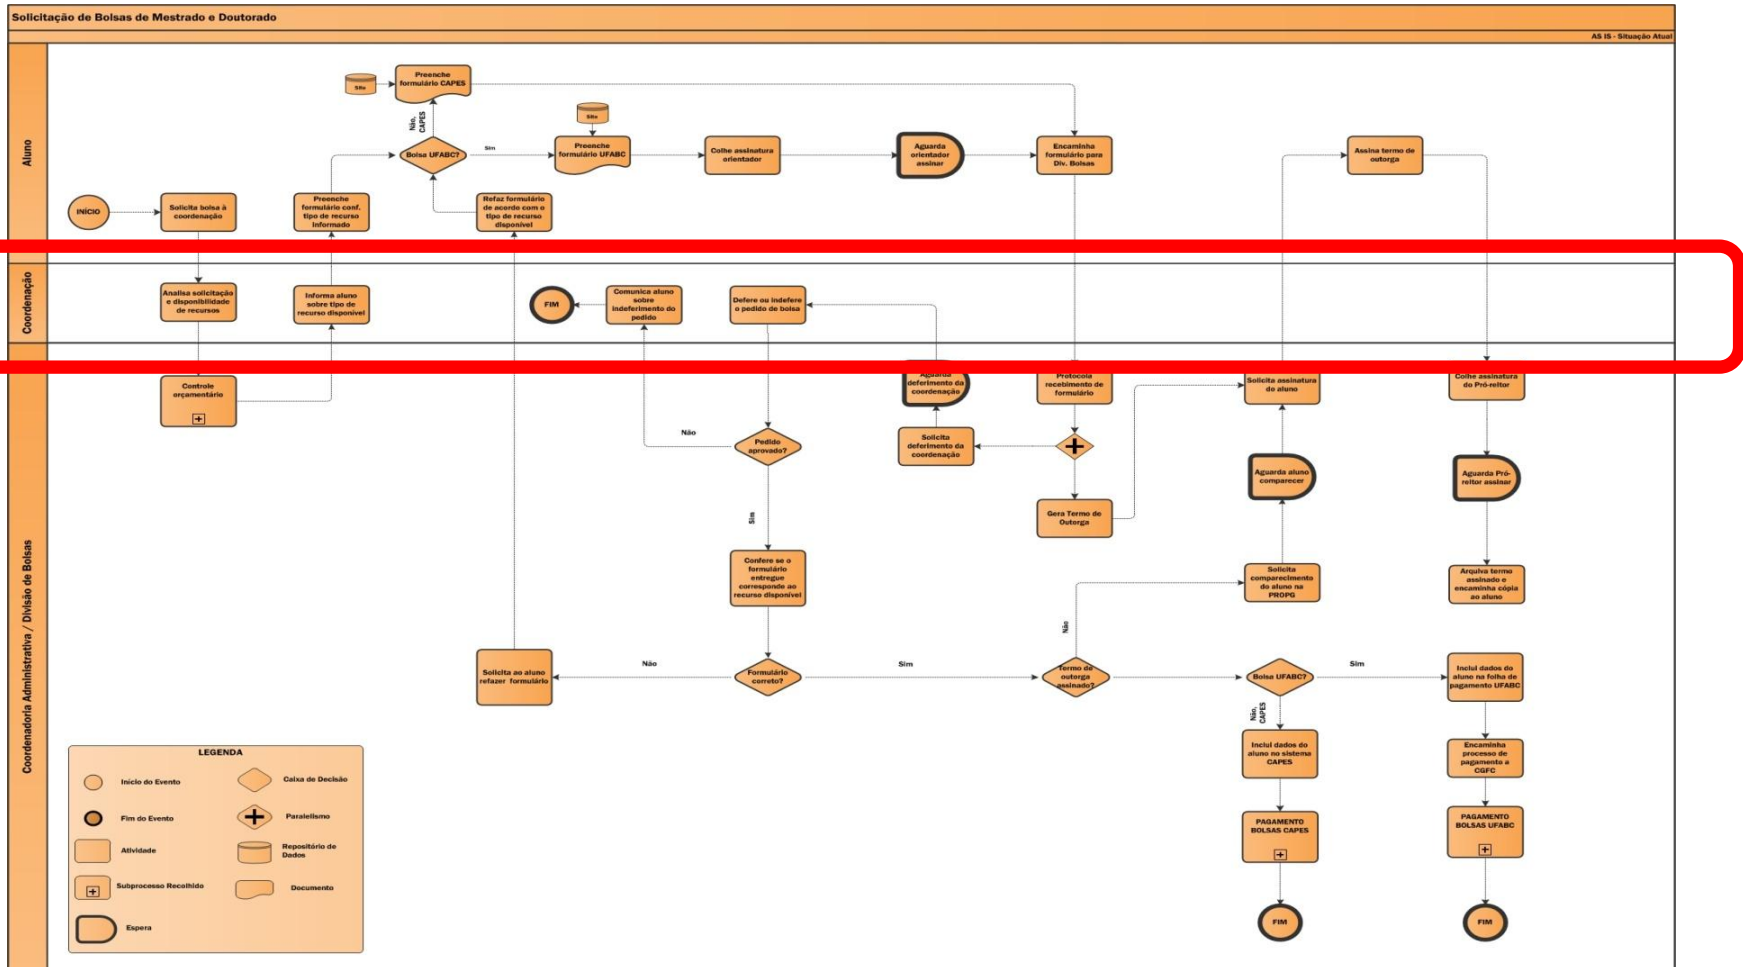 Solicitação de Bolsas de Mestrado e Doutorado
AS IS - Situação Atual
Aluno
Site
Preenche
formulário CAPES
Não,
CAPES
Site
Bolsa UFABC?
Sim
Preenche
formulário UFABC
Colhe assinatura
orientador
Aguarda
orientador
assinar
Encaminha
formulário para
Div. Bolsas
Assina termo de
outorga
INÍCIO
Solicita bolsa à
coordenação
Preenche
formulário conf.
tipo de recurso
Informado
Refaz formulário
de acordo com o
tipo de recurso
disponível
Coordenação
Analisa solicitação
e disponibilidade
de recursos
Informa aluno
sobre tipo de
recurso disponível
FIM
Comunica aluno
sobre
indeferimento do
pedido
Defere ou indefere
o pedido de bolsa
Coordenadoria Administrativa / Divisão de Bolsas
Controle
orçamentário
Aguarda
deferimento da
coordenação
Protocola
recebimento de
formulário
Solicita assinatura
do aluno
Colhe assinatura
do Pró-reitor
Não
Pedido
aprovado?
Solicita
deferimento da
coordenação
Aguarda aluno
comparecer
Aguarda Pró-
reitor assinar
Sim
Gera Termo de
Outorga
Confere se o
formulário
entregue
corresponde ao
recurso disponível
Solicita
comparecimento
do aluno na
PROPG
Arquiva termo
assinado e
encaminha cópia
ao aluno
Não
Solicita ao aluno
refazer formulário
Não
Formulário
correto?
Sim
Termo de
outorga
assinado?
Bolsa UFABC?
Sim
Inclui dados do
aluno na folha de
pagamento UFABC
Não,
CAPES
Inclui dados do
aluno no sistema
CAPES
Encaminha
processo de
pagamento a
CGFC
PAGAMENTO
BOLSAS CAPES
PAGAMENTO
BOLSAS UFABC
FIM
FIM
LEGENDA
Início do Evento
Caixa de Decisão
Fim do Evento
Paralelismo
Atividade
Repositório de
Dados
Subprocesso Recolhido
Documento
Espera